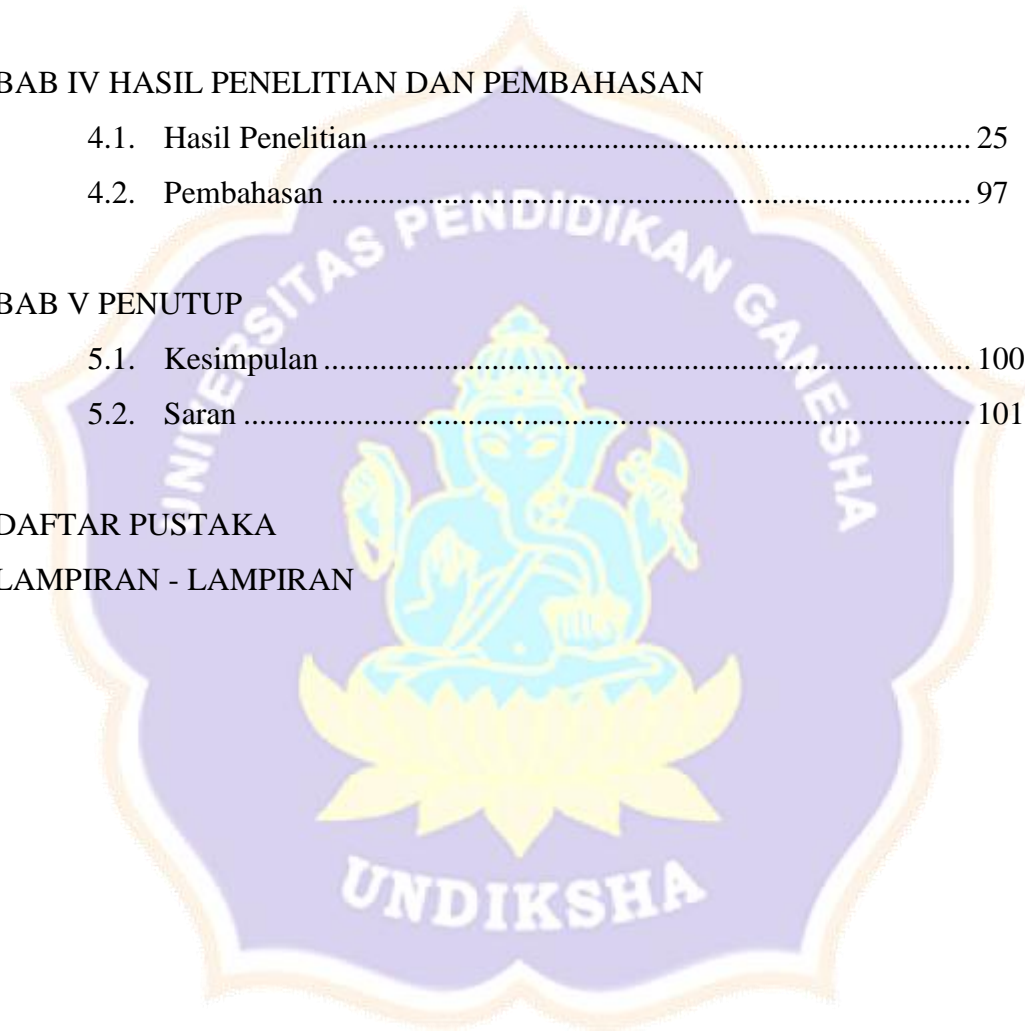 BAB IV HASIL PENELITIAN DAN PEMBAHASAN
4.1. Hasil Penelitian ........................................................................... 25
4.2. Pembahasan ................................................................................ 97
BAB V PENUTUP
5.1. Kesimpulan ................................................................................. 100
5.2. Saran ........................................................................................... 101
DAFTAR PUSTAKA
LAMPIRAN - LAMPIRAN
UNIVERSITAS PENDIDIKAN GANESHA
UNDIKSHA